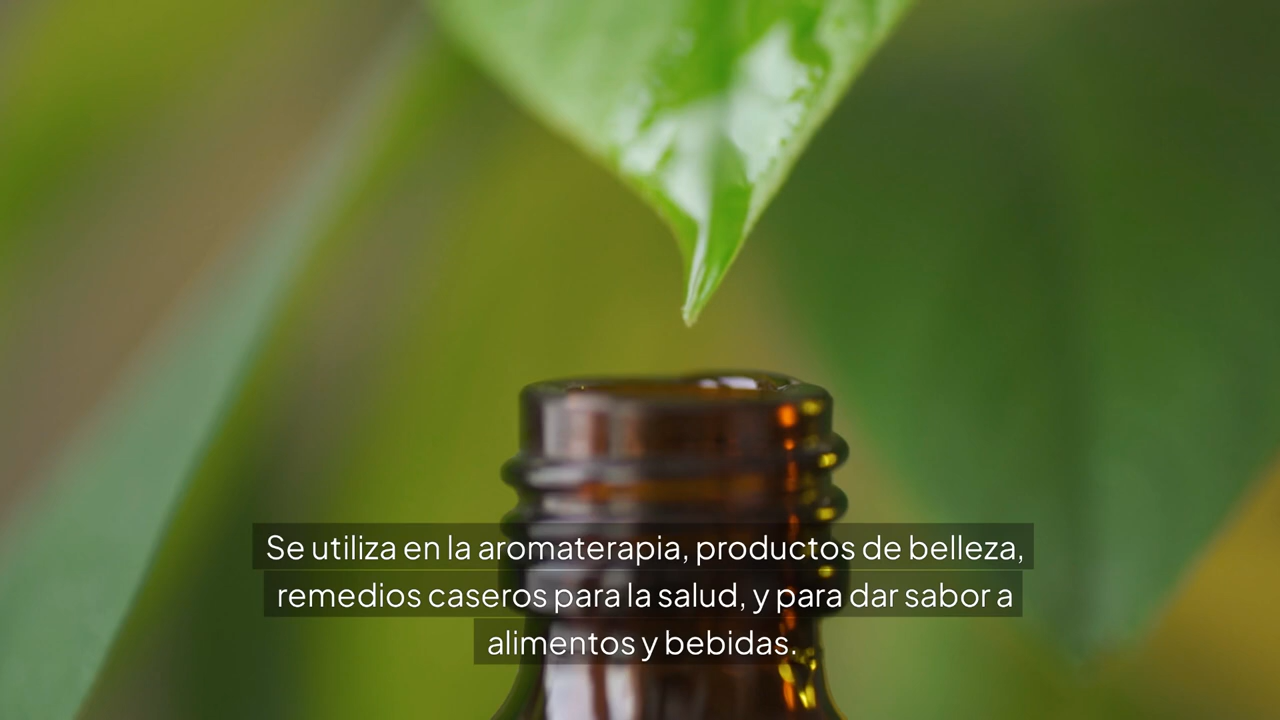 Se utiliza en la aromaterapia, productos de belleza,
remedios caseros para la salud, y para dar sabor a
alimentos y bebidas.